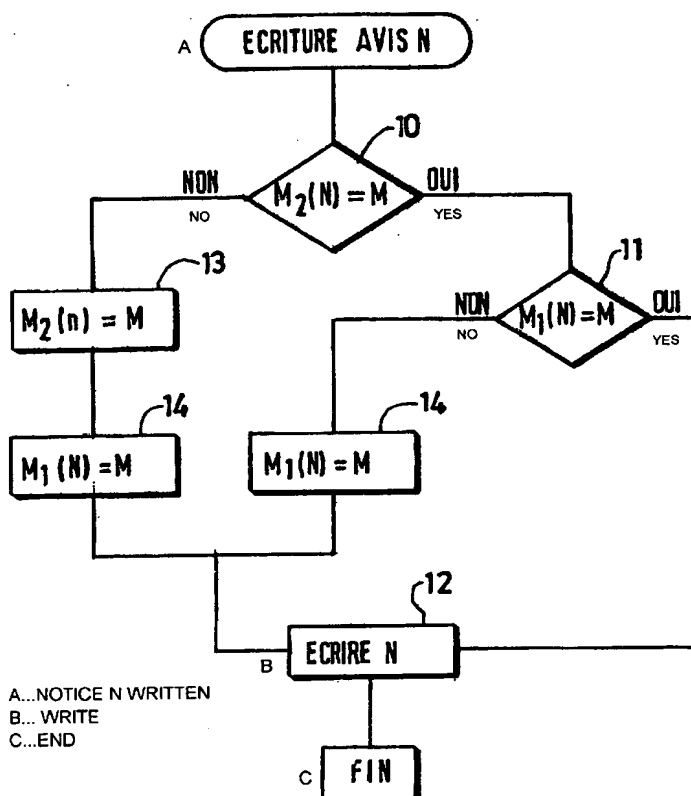 A ECRITURE AVIS N
10
NON
NO
M₂(N) = M
OUI
YES
13
11
M₂(n) = M
NON
NO
M₁(N)=M
OUI
YES
14
14
M₁(N) = M
M₁(N) = M
12
B ECRIRE N
A...NOTICE N WRITTEN
B... WRITE
C...END
C FIN